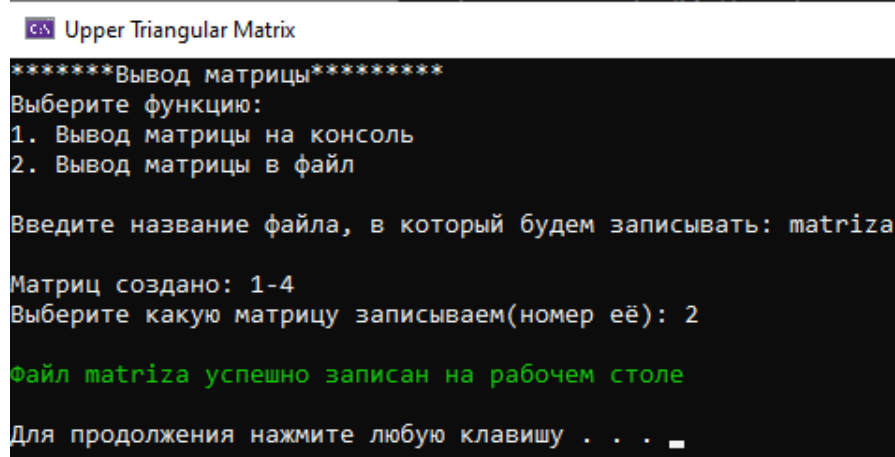 Upper Triangular Matrix
*******Вывод матрицы*********
Выберите функцию:
1. Вывод матрицы на консоль
2. Вывод матрицы в файл
Введите название файла, в который будем записывать: matriza
Матриц создано: 1-4
Выберите какую матрицу записываем(номер её): 2
Файл matriza успешно записан на рабочем столе
Для продолжения нажмите любую клавишу . . .